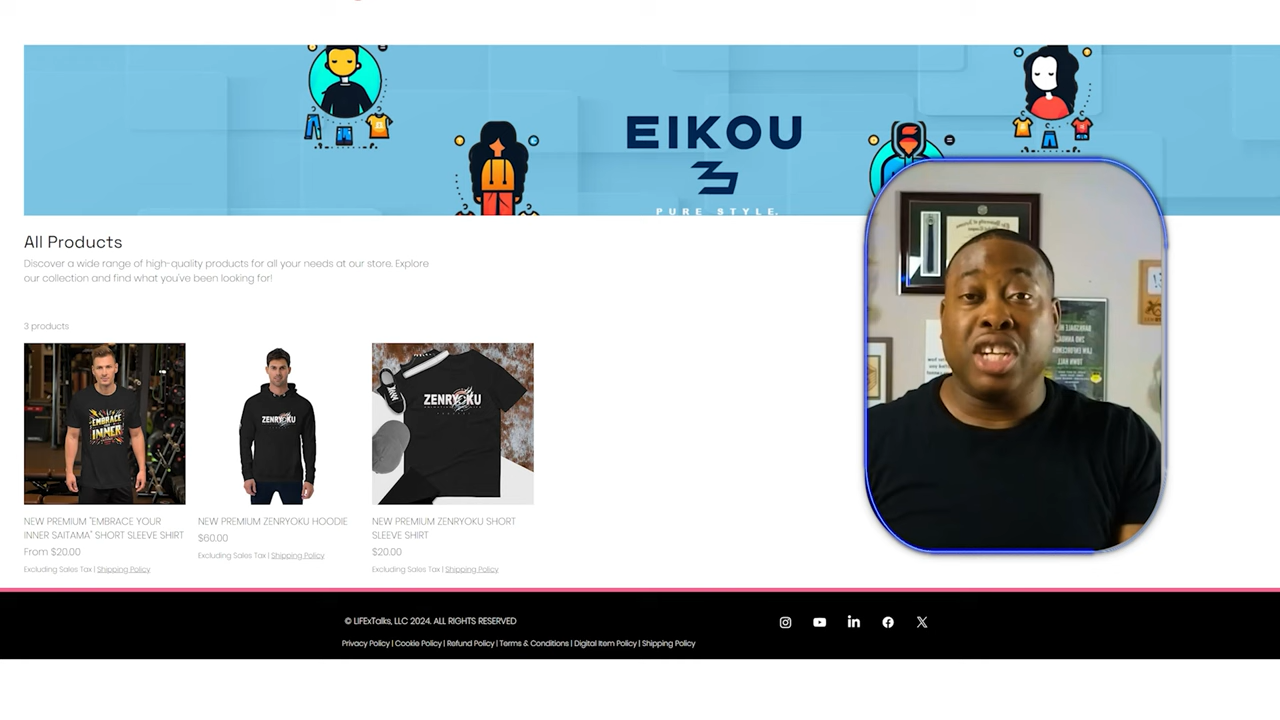 EIKOU
PURE STYLE.
All Products
Discover a wide range of high-quality products for all your needs at our store. Explore
our collection and find what you've been looking for!
3 products
EMBRACE
INNER
ZENRYOKU
ZENRYOKU
NEW PREMIUM "EMBRACE YOUR
INNER SAITAMA" SHORT SLEEVE SHIRT
From $20.00
Excluding Sales Tax | Shipping Policy
NEW PREMIUM ZENRYOKU HOODIE
$60.00
Excluding Sales Tax | Shipping Policy
NEW PREMIUM ZENRYOKU SHORT
SLEEVE SHIRT
$20.00
Excluding Sales Tax | Shipping Policy
© LIFExTalks, LLC 2024. ALL RIGHTS RESERVED
Privacy Policy | Cookie Policy | Refund Policy | Terms & Conditions | Digital Item Policy | Shipping Policy